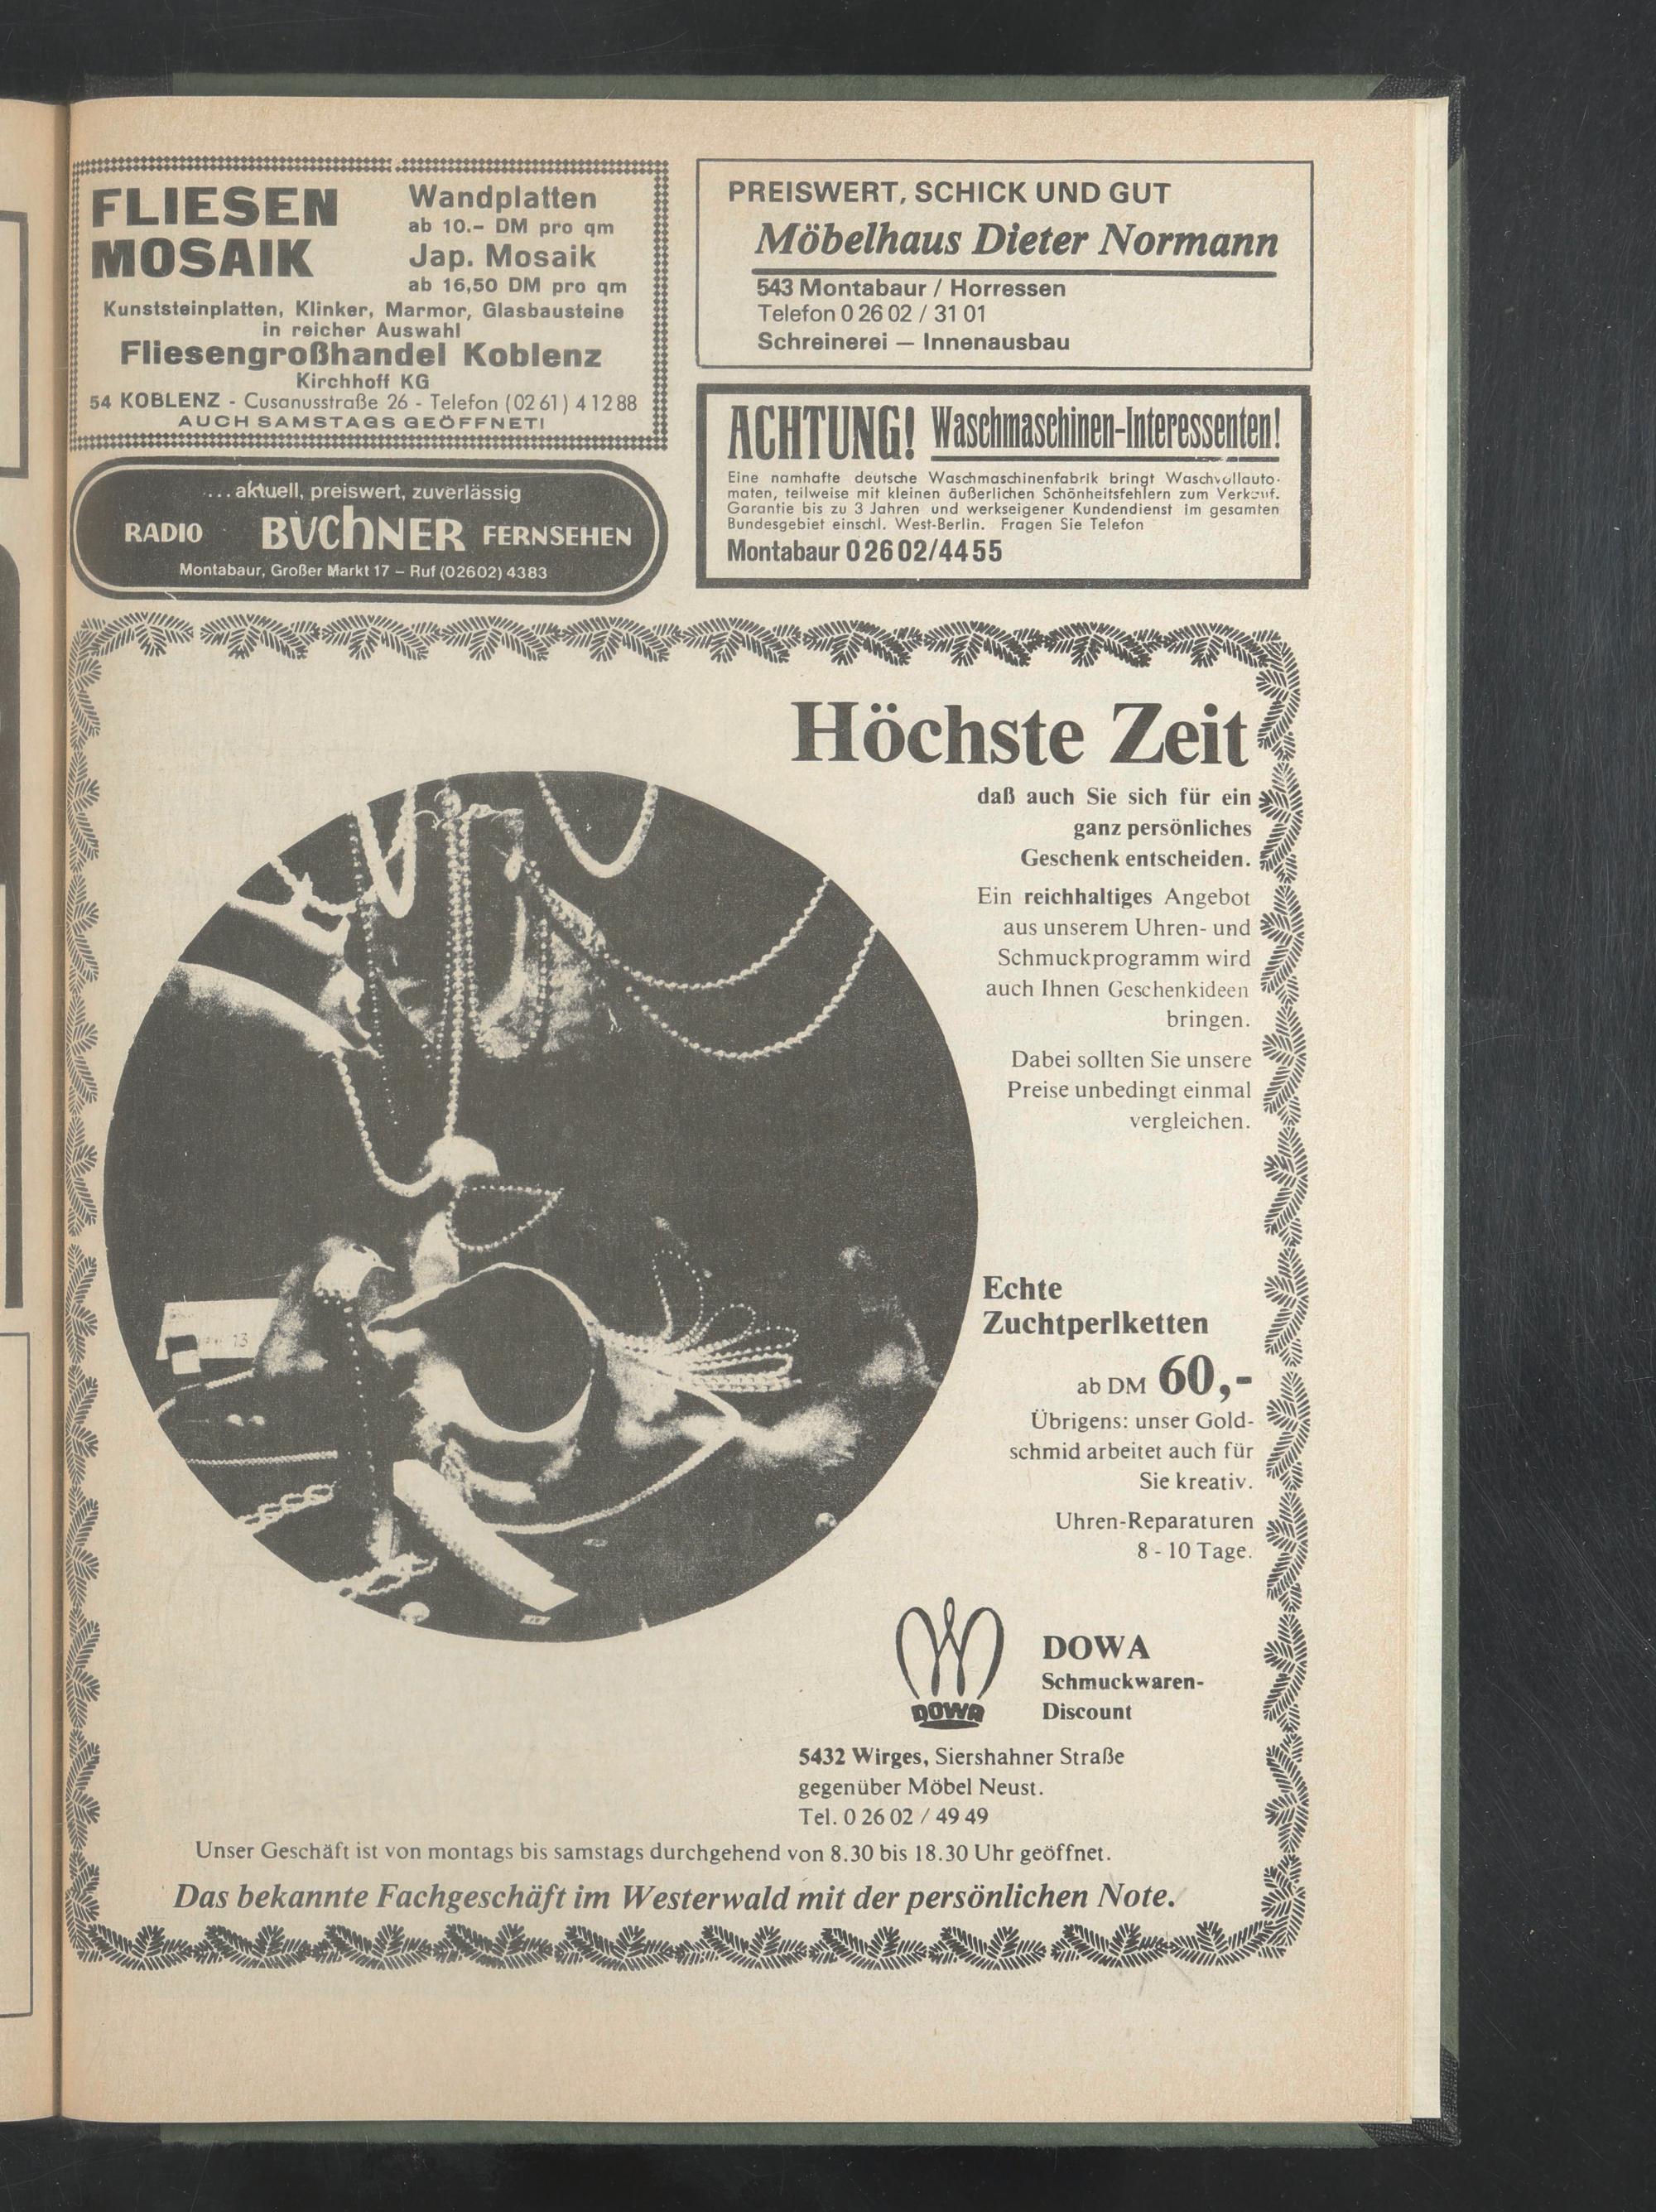 FLIESEN
MOSAIK
Wandplatten
ab 10.- DM pro qm
Jap. Mosaik
ab 16,50 DM pro qm
Kunststeinplatten, Klinker, Marmor, Glasbausteine
in reicher Auswahl
Fliesengroßhandel Koblenz
Kirchhoff KG
54 KOBLENZ - Cusanusstraße 26 - Telefon (02 61) 4 12 88
AUCH SAMSTAGS GEÖFFNET!
...aktuell, preiswert, zuverlässig
RADIO BUCHNER FERNSEHEN
Montabaur, Großer Markt 17 – Ruf (02602) 4383
PREISWERT, SCHICK UND GUT
Möbelhaus Dieter Normann
543 Montabaur / Horressen
Telefon 0 26 02 / 31 01
Schreinerei — Innenausbau
ACHTUNG! Waschmaschinen-Interessenten!
Eine namhafte deutsche Waschmaschinenfabrik bringt Waschvollauto-
maten, teilweise mit kleinen äußerlichen Schönheitsfehlern zum Verkauf.
Garantie bis zu 3 Jahren und werkseigener Kundendienst im gesamten
Bundesgebiet einschl. West-Berlin. Fragen Sie Telefon
Montabaur 0 26 02/44 55
Höchste Zeit
daß auch Sie sich für ein
ganz persönliches
Geschenk entscheiden.
Ein reichhaltiges Angebot
aus unserem Uhren- und
Schmuckprogramm wird
auch Ihnen Geschenkideen
bringen.
Dabei sollten Sie unsere
Preise unbedingt einmal
vergleichen.
Echte
Zuchtperlketten
ab DM 60,-
Übrigens: unser Gold-
schmid arbeitet auch für
Sie kreativ.
Uhren-Reparaturen
8 - 10 Tage.
DOWA
DOWA
Schmuckwaren-
Discount
5432 Wirges, Siershahner Straße
gegenüber Möbel Neust.
Tel. 0 26 02 / 49 49
Unser Geschäft ist von montags bis samstags durchgehend von 8.30 bis 18.30 Uhr geöffnet.
Das bekannte Fachgeschäft im Westerwald mit der persönlichen Note.